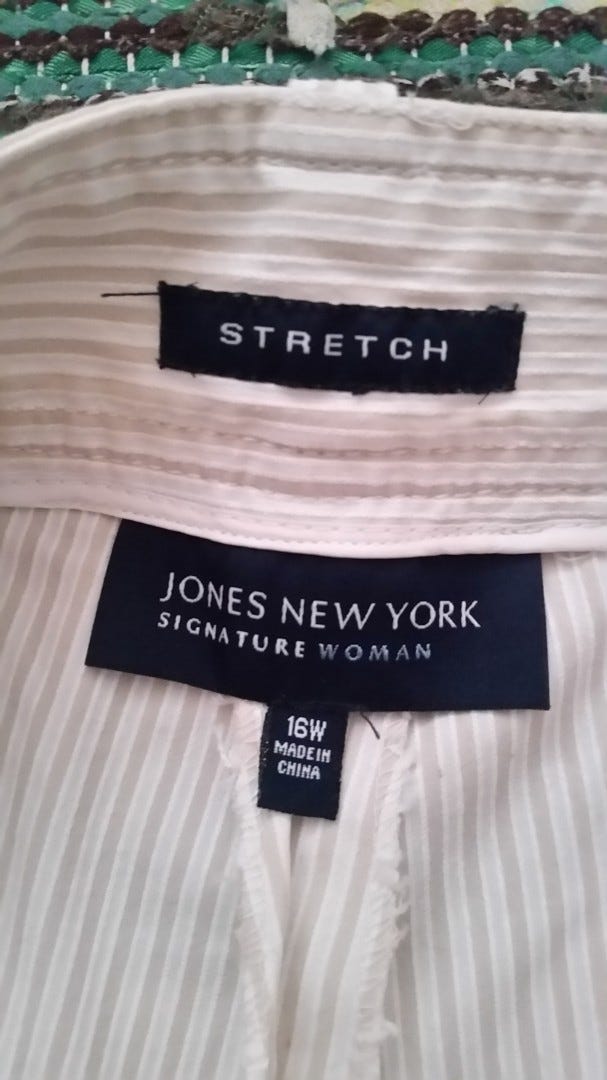 STRETCH
JONES NEW YORK
SIGNATURE WOMAN
16W
MADE IN
CHINA